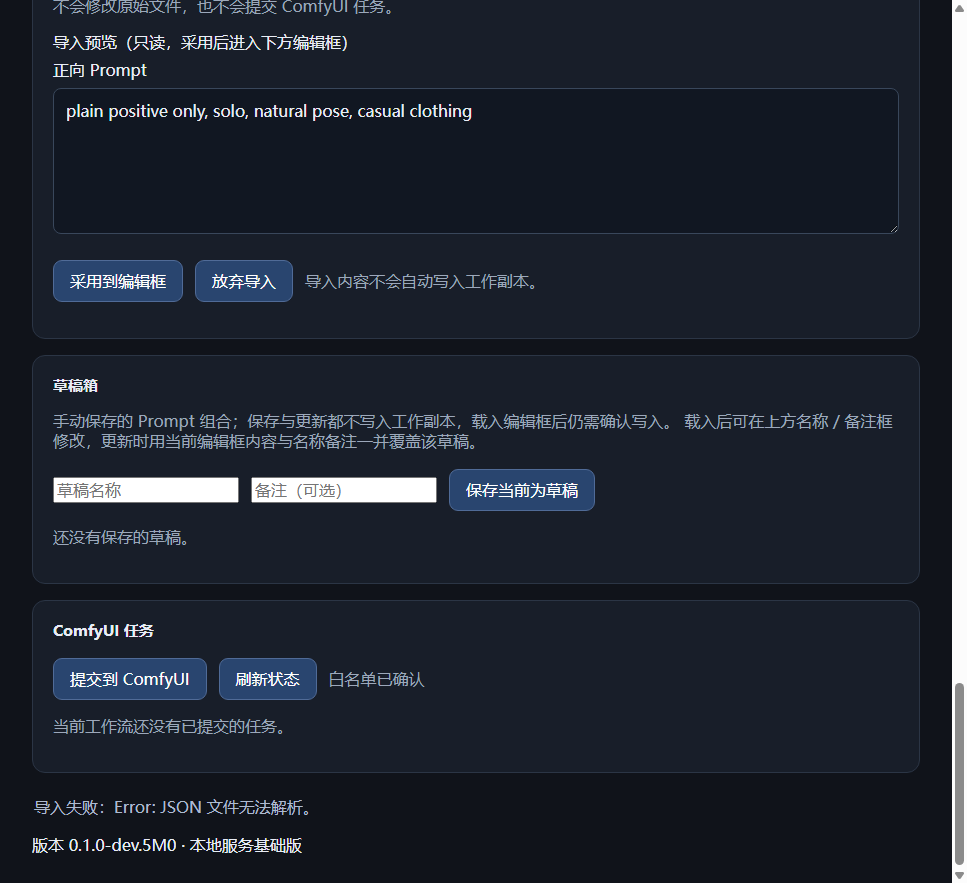 不会修改原始文件，也不会提交 ComfyUI 任务。
导入预览（只读，采用后进入下方编辑框）
正向 Prompt
plain positive only, solo, natural pose, casual clothing
采用到编辑框 放弃导入 导入内容不会自动写入工作副本。
草稿箱
手动保存的 Prompt 组合；保存与更新都不写入工作副本，载入编辑框后仍需确认写入。 载入后可在上方名称 / 备注框
修改，更新时用当前编辑框内容与名称备注一并覆盖该草稿。
草稿名称 备注（可选） 保存当前为草稿
还没有保存的草稿。
ComfyUI 任务
提交到 ComfyUI 刷新状态 白名单已确认
当前工作流还没有已提交的任务。
导入失败：Error: JSON 文件无法解析。
版本 0.1.0-dev.5M0 · 本地服务基础版